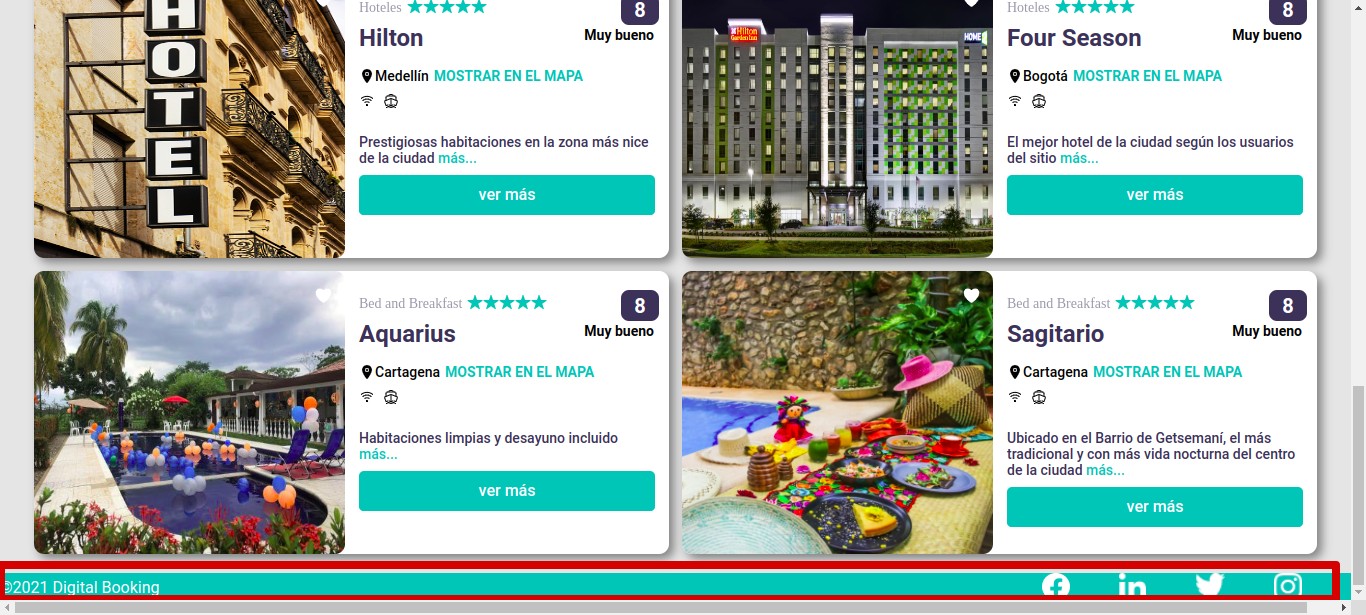 HOTEL
Hoteles
8
Hilton
Muy bueno
Medellín MOSTRAR EN EL MAPA
Prestigiosas habitaciones en la zona más nice
de la ciudad más...
ver más
Hilton
Garden Inn
HOME
Hoteles
8
Four Season
Muy bueno
Bogotá MOSTRAR EN EL MAPA
El mejor hotel de la ciudad según los usuarios
del sitio más...
ver más
Bed and Breakfast
8
Aquarius
Muy bueno
Cartagena MOSTRAR EN EL MAPA
Habitaciones limpias y desayuno incluido
más...
ver más
Bed and Breakfast
8
Sagitario
Muy bueno
Cartagena MOSTRAR EN EL MAPA
Ubicado en el Barrio de Getsemaní, el más
tradicional y con más vida nocturna del centro
de la ciudad más...
ver más
©2021 Digital Booking